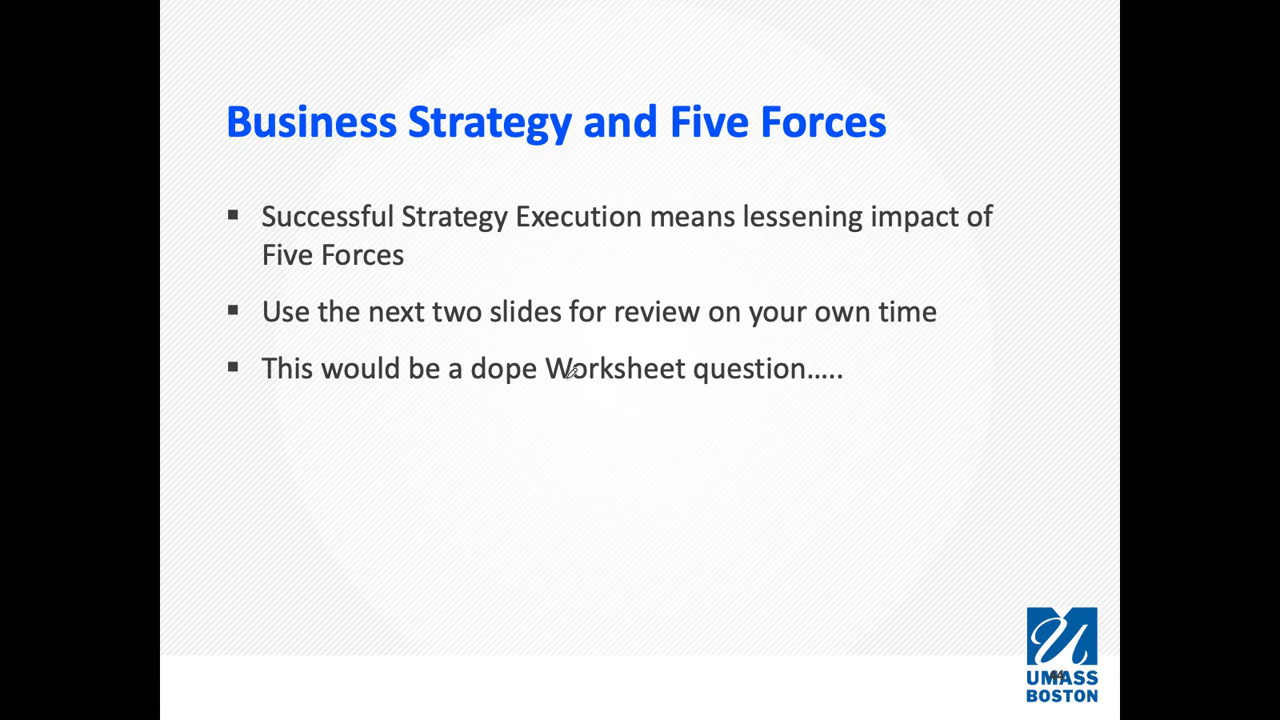 Business Strategy and Five Forces
▪ Successful Strategy Execution means lessening impact of
Five Forces
▪ Use the next two slides for review on your own time
▪ This would be a dope Worksheet question…..
UMASS
BOSTON